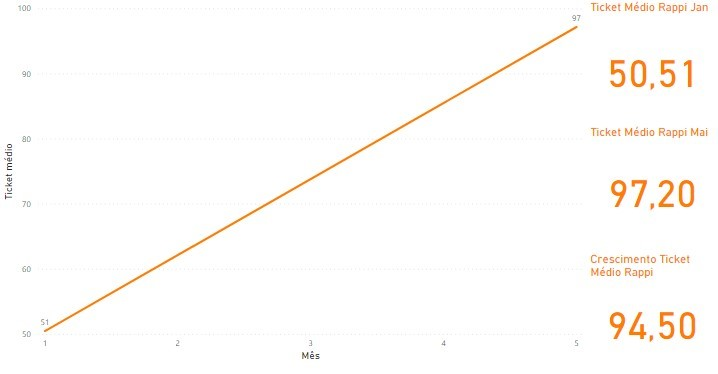 100
90
80
70
60
50
Ticket médio
51
97
1
2
3
4
5
Mês
Ticket Médio Rappi Jan
50,51
Ticket Médio Rappi Mai
97,20
Crescimento Ticket
Médio Rappi
94,50